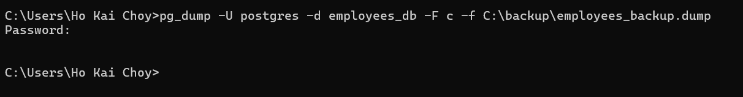 C:\Users\Ho Kai Choy>pg_dump -U postgres -d employees_db -F c -f C:\backup\employees_backup.dump
Password:
C:\Users\Ho Kai Choy>